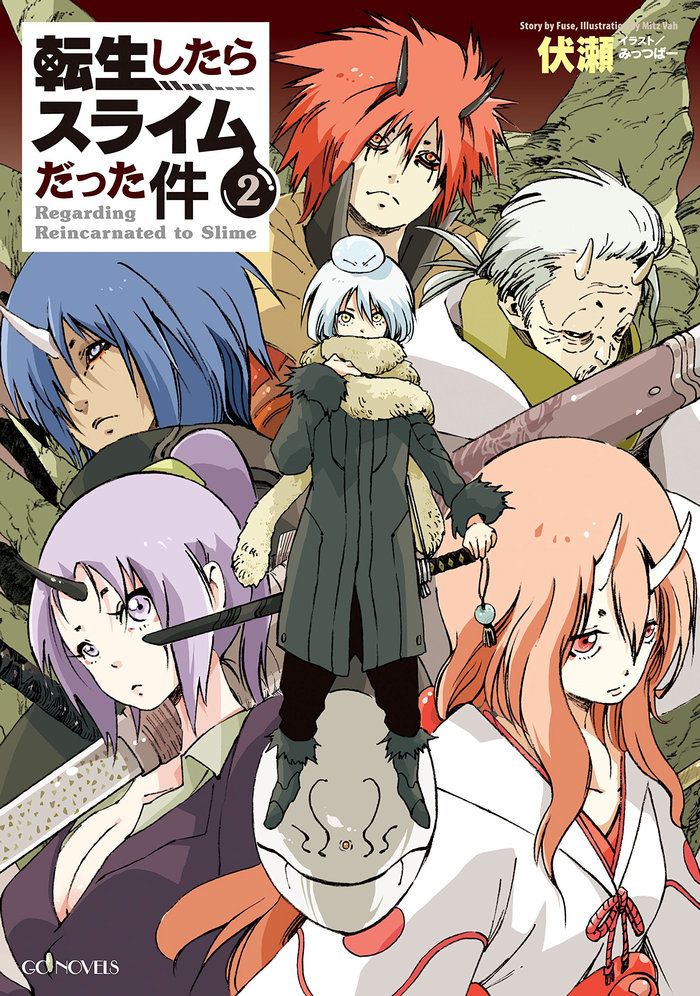 Story by Fuse, Illustration by Mitz Vah
伏瀬
イラスト/
みっつばー
転生したら
スライム
だった件
2
Regarding
Reincarnated to Slime
GC NOVELS